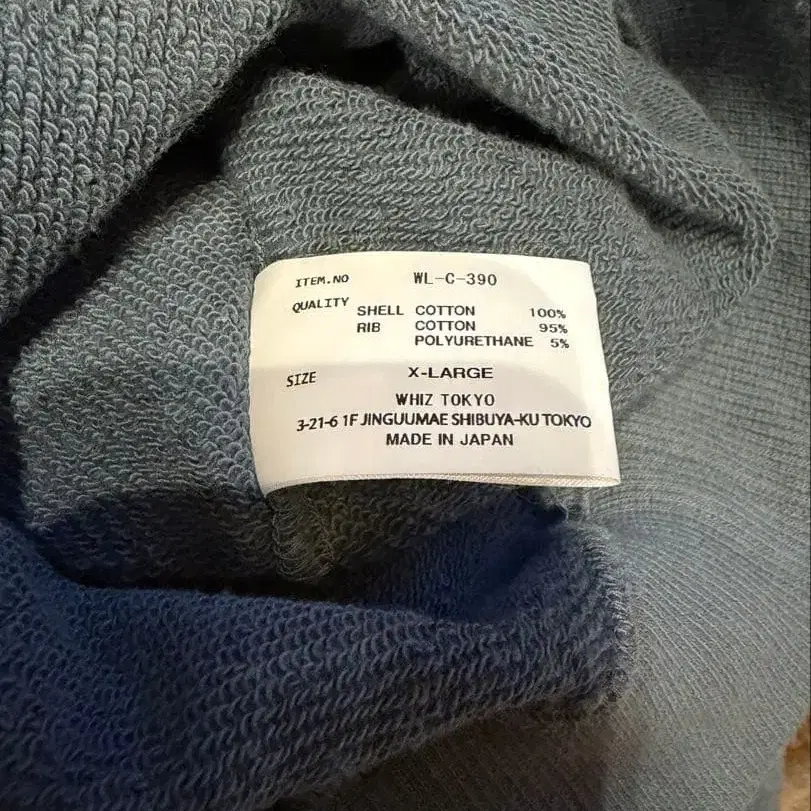 ITEM.NO WL-C-390
QUALITY SHELL COTTON 100%
RIB COTTON 95%
POLYURETHANE 5%
SIZE X-LARGE
WHIZ TOKYO
3-21-6 1F JINGUUMAE SHIBUYA-KU TOKYO
MADE IN JAPAN